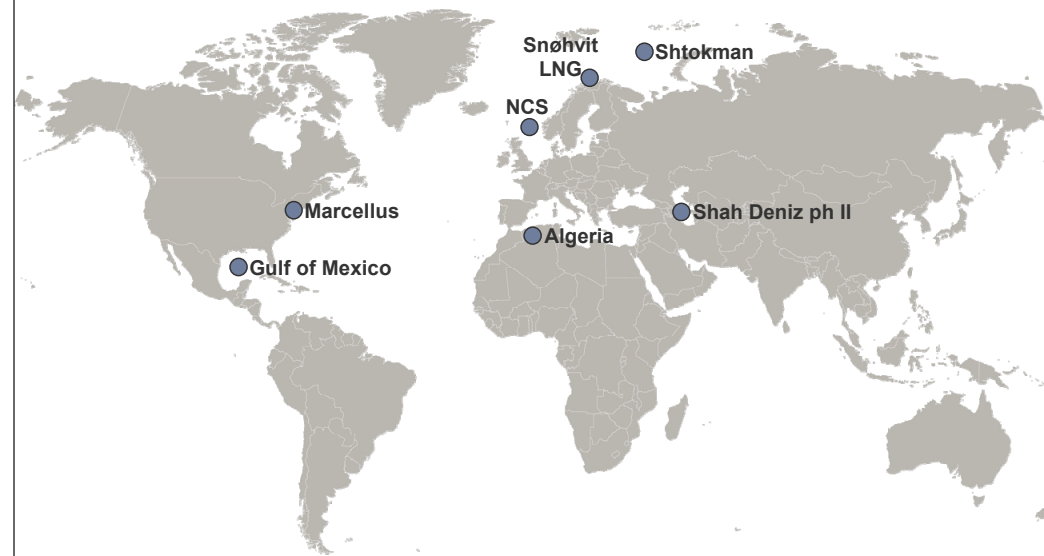 Snøhvit
LNG
Shtokman
NCS
Marcellus
Shah Deniz ph II
Algeria
Gulf of Mexico